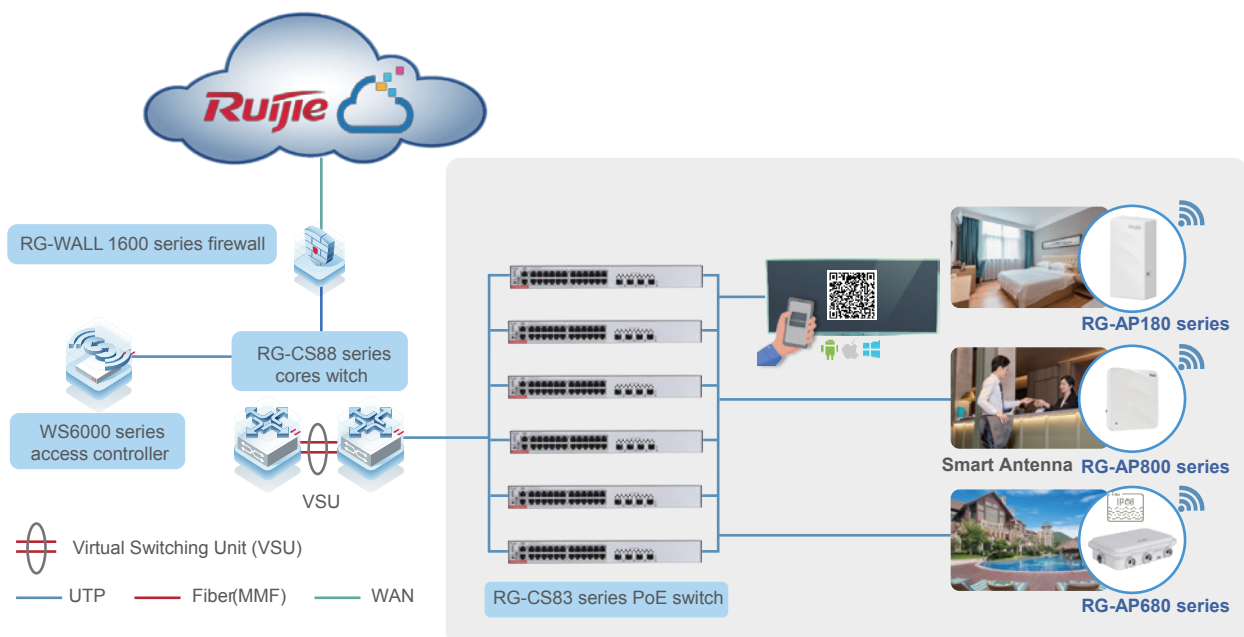 Ruijie
RG-WALL 1600 series firewall
RG-CS88 series
cores witch
WS6000 series
access controller
VSU
Virtual Switching Unit (VSU)
UTP
Fiber(MMF)
WAN
RG-CS83 series PoE switch
RG-AP180 series
Smart Antenna
RG-AP800 series
IP68
RG-AP680 series